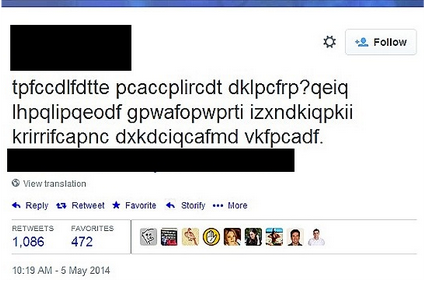 Follow
tpfccdlfdtte pcaccplircdt dklpcfrp?qeiq
lhpqlipqeodf gpwafopwprti izxndkiqpkii
krirrifcapnc dxkdciqcafmd vkfpcadf.
View translation
Reply Retweet Favorite Storify More
RETWEETS FAVORITES
1,086 472
10:19 AM - 5 May 2014